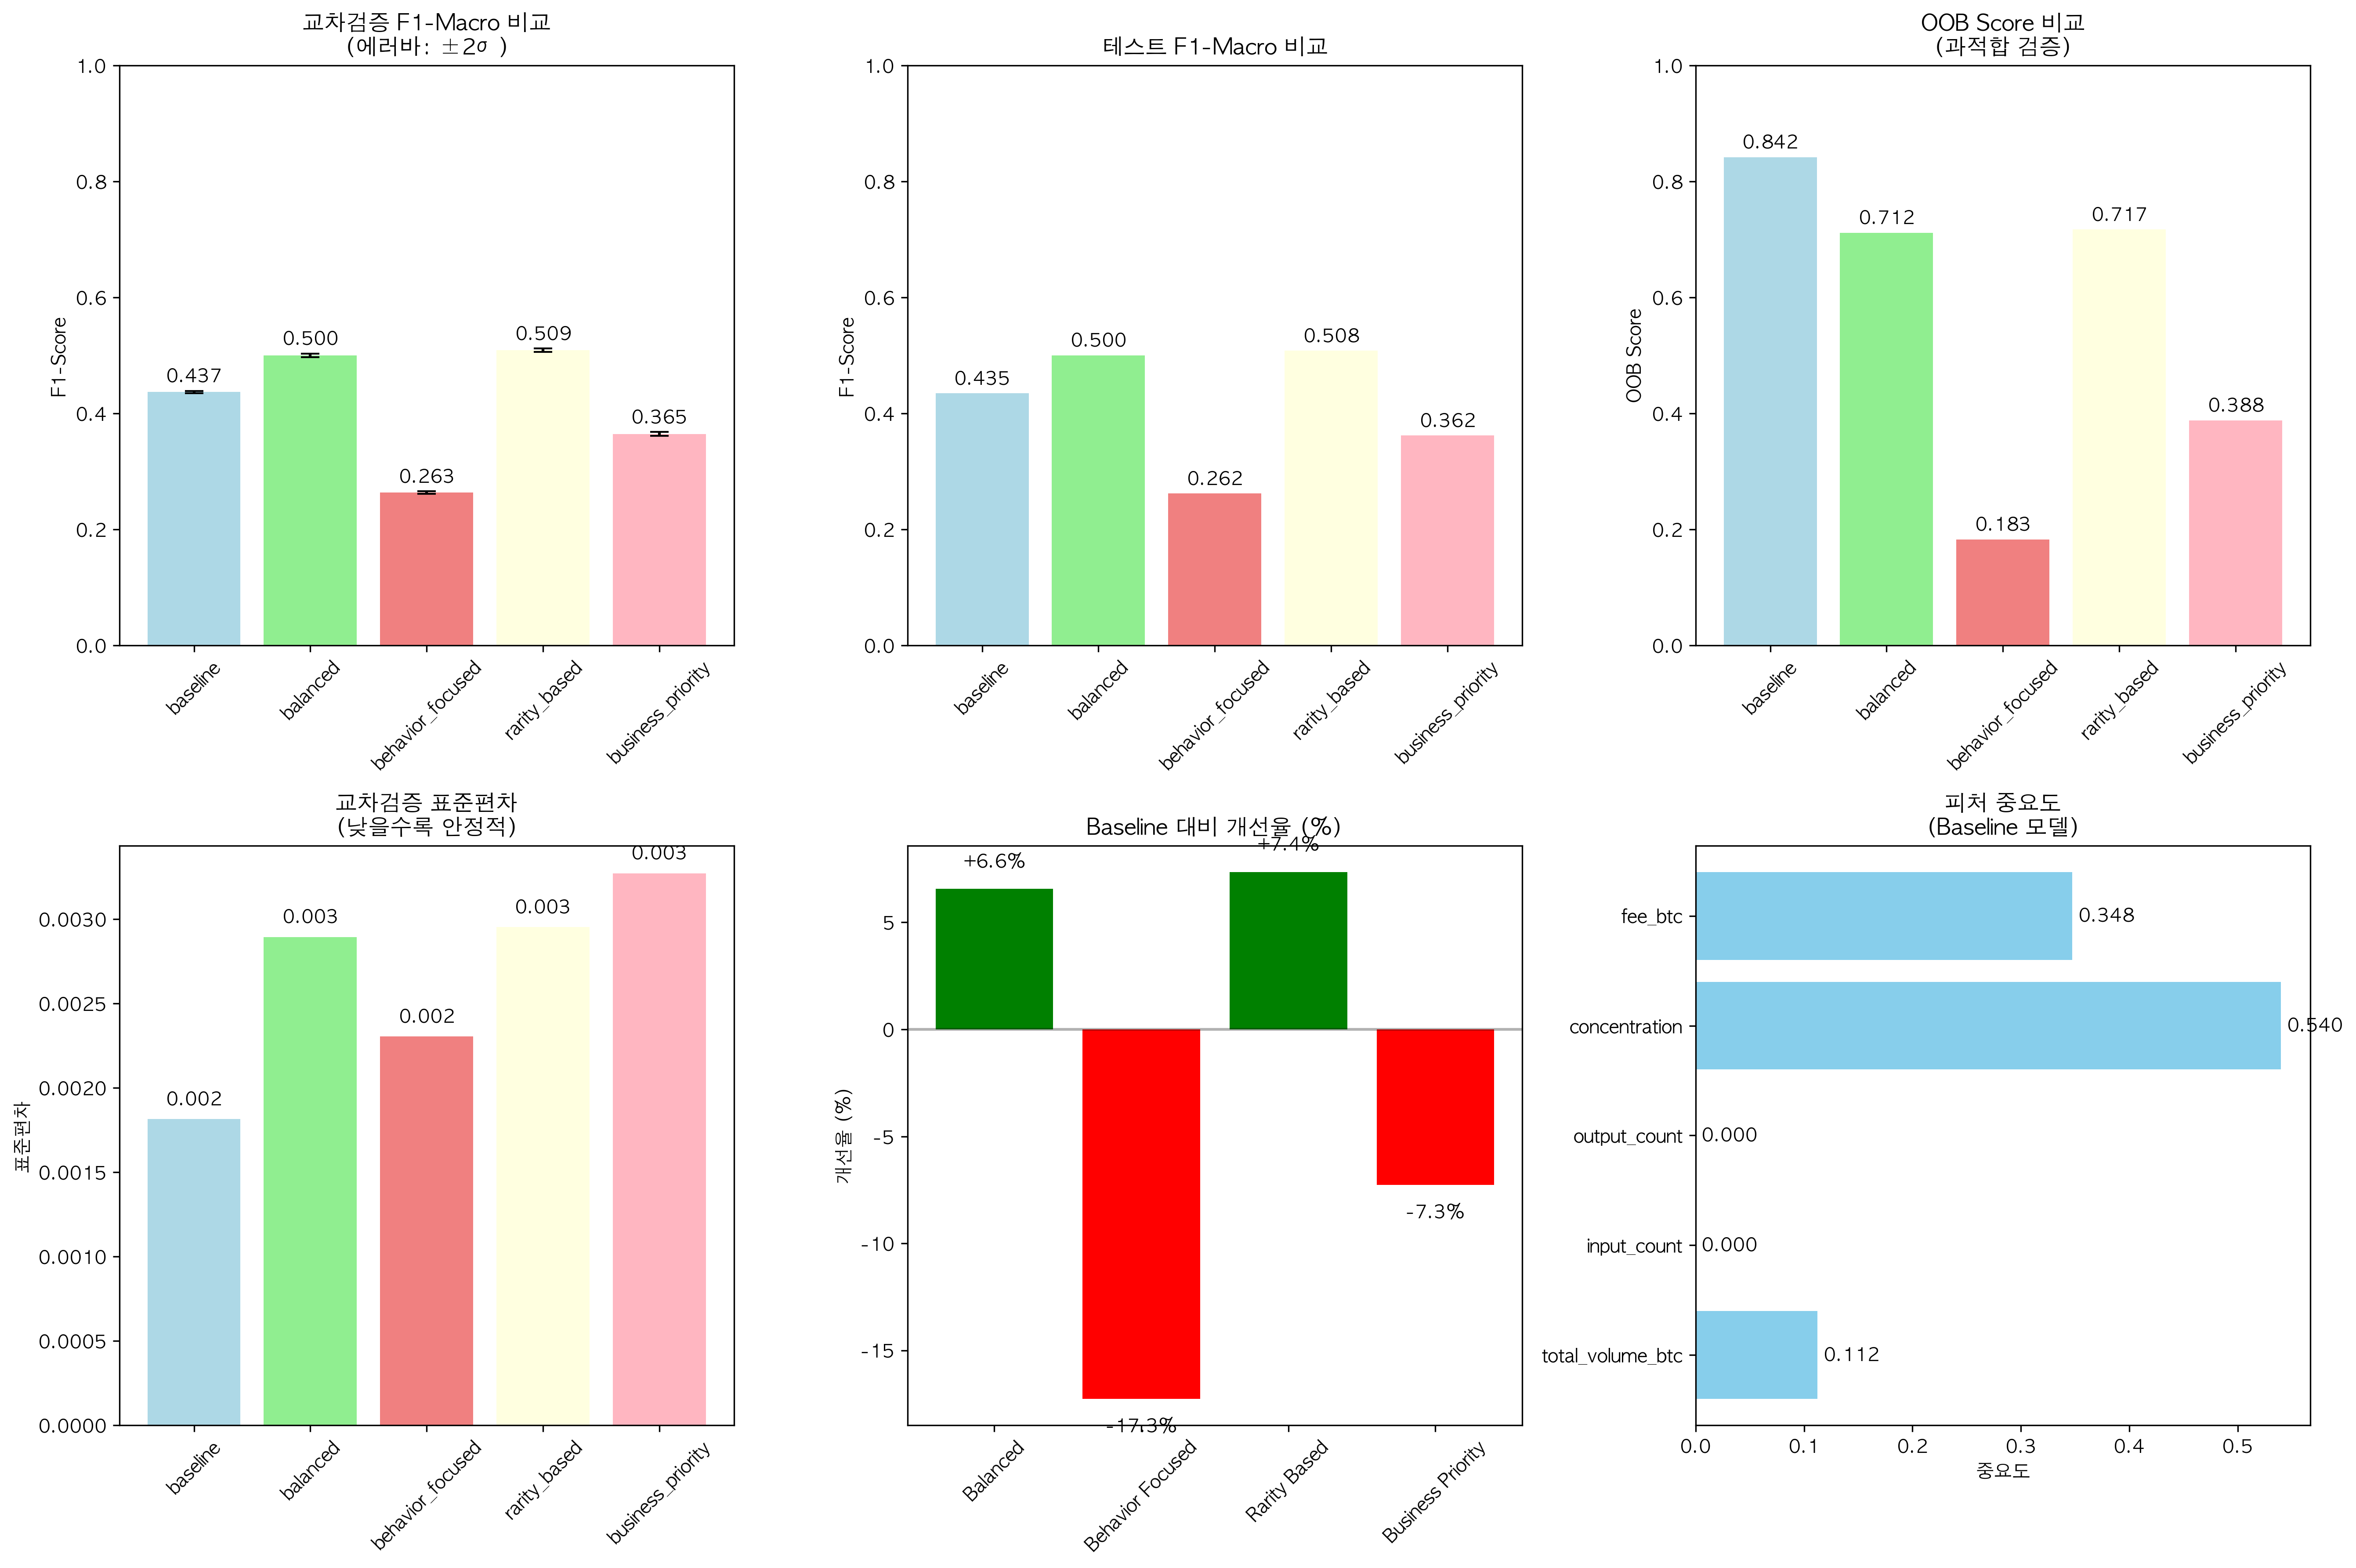 교차검증 F1-Macro 비교
(에러바: ±2σ )
1.0
0.8
0.6
0.4
0.2
0.0
F1-Score
0.437
0.500
0.263
0.509
0.365
baseline
balanced
behavior_focused
rarity_based
business_priority
테스트 F1-Macro 비교
1.0
0.8
0.6
0.4
0.2
0.0
F1-Score
0.435
0.500
0.262
0.508
0.362
baseline
balanced
behavior_focused
rarity_based
business_priority
OOB Score 비교
(과적합 검증)
1.0
0.8
0.6
0.4
0.2
0.0
OOB Score
0.842
0.712
0.183
0.717
0.388
baseline
balanced
behavior_focused
rarity_based
business_priority
교차검증 표준편차
(낮을수록 안정적)
0.0030
0.0025
0.0020
0.0015
0.0010
0.0005
0.0000
표준편차
0.002
0.003
0.002
0.003
0.003
baseline
balanced
behavior_focused
rarity_based
business_priority
Baseline 대비 개선율 (%)
5
0
-5
-10
-15
개선율 (%)
+6.6%
-17.3%
+7.4%
-7.3%
Balanced
Behavior Focused
Rarity Based
Business Priority
피처 중요도
(Baseline 모델)
fee_btc
0.348
concentration
0.540
output_count
0.000
input_count
0.000
total_volume_btc
0.112
0.0
0.1
0.2
0.3
0.4
0.5
중요도